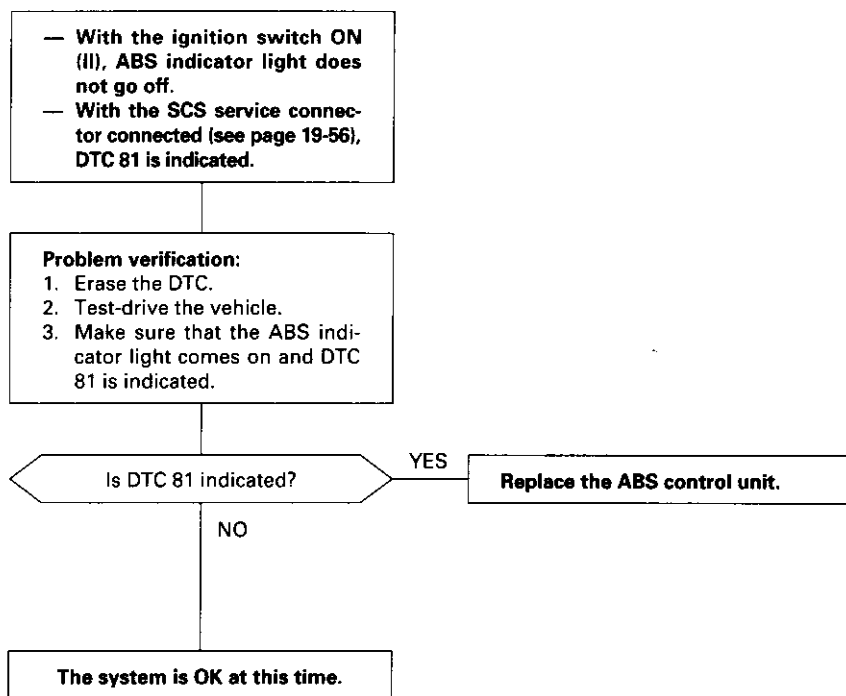 — With the ignition switch ON
(II), ABS indicator light does
not go off.
— With the SCS service connec-
tor connected (see page 19-56),
DTC 81 is indicated.
Problem verification:
1. Erase the DTC.
2. Test-drive the vehicle.
3. Make sure that the ABS indi-
cator light comes on and DTC
81 is indicated.
Is DTC 81 indicated?
YES
Replace the ABS control unit.
NO
The system is OK at this time.